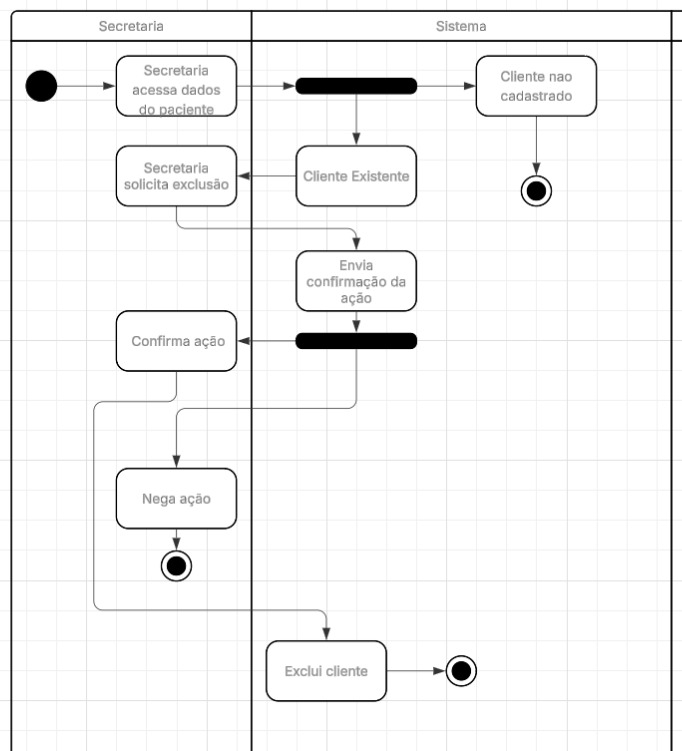 Secretaria
Sistema
Secretaria
acessa dados
do paciente
Cliente nao
cadastrado
Secretaria
solicita exclusão
Cliente Existente
Envia
confirmação da
ação
Confirma ação
Nega ação
Exclui cliente